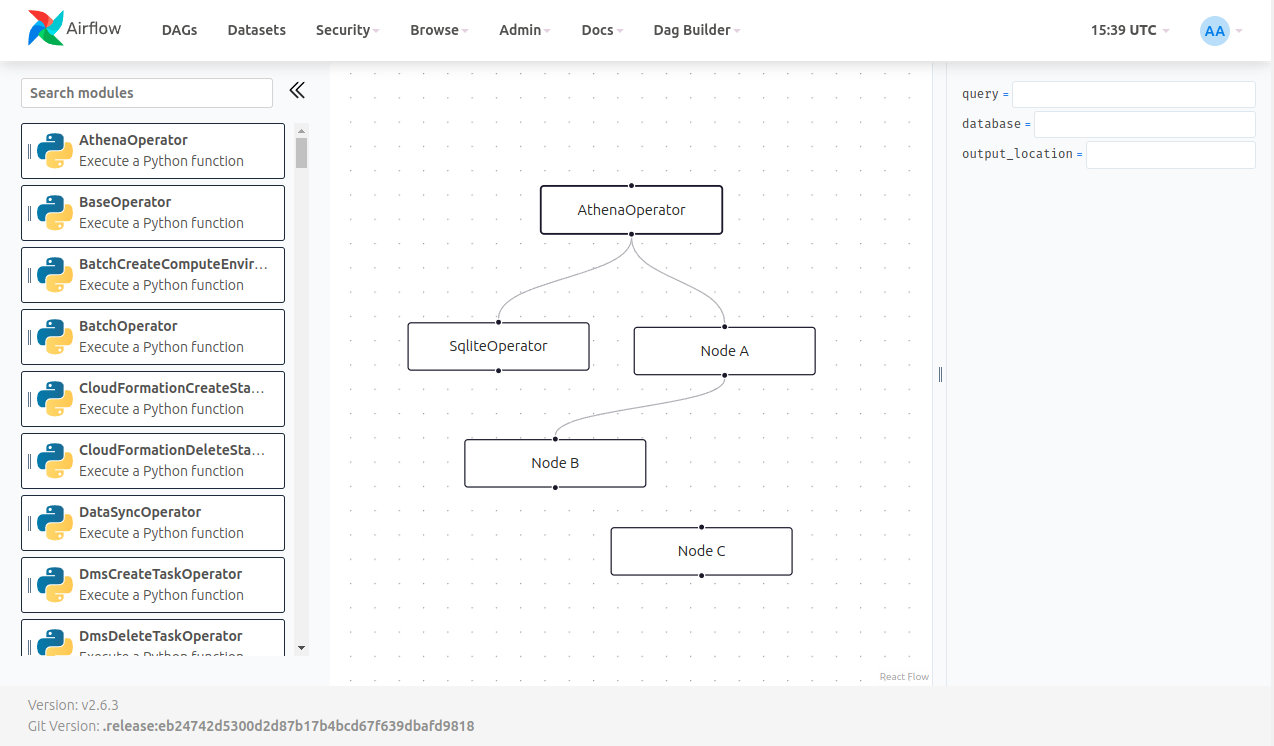 Airflow
DAGs
Datasets
Security
Browse
Admin
Docs
Dag Builder
15:39 UTC
AA
Search modules
AthenaOperator
Execute a Python function
BaseOperator
Execute a Python function
BatchCreateComputeEnvir...
Execute a Python function
BatchOperator
Execute a Python function
CloudFormationCreateSta...
Execute a Python function
CloudFormationDeleteSta...
Execute a Python function
DataSyncOperator
Execute a Python function
DmsCreateTaskOperator
Execute a Python function
DmsDeleteTaskOperator
Execute a Python function
AthenaOperator
SqliteOperator
Node A
Node B
Node C
React Flow
query =
database =
output_location =
Version: v2.6.3
Git Version: .release:eb24742d5300d2d87b17b4bcd67f639dbafd9818